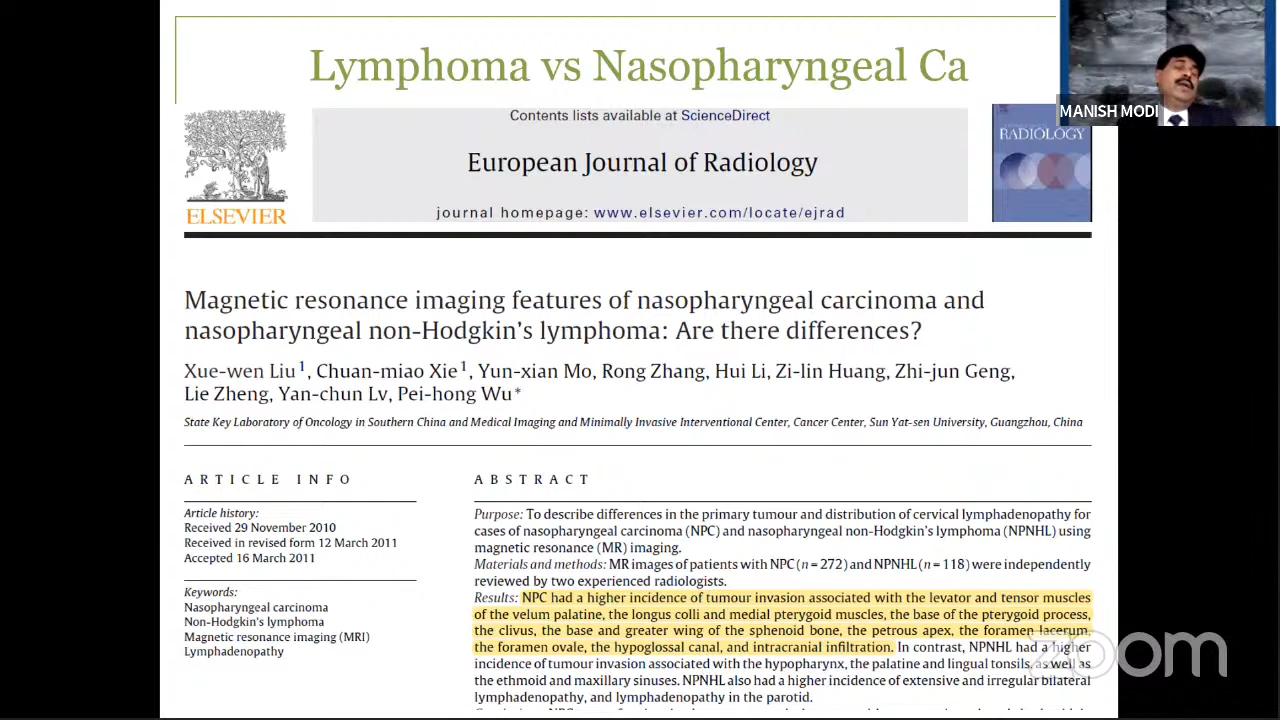 Lymphoma vs Nasopharyngeal Ca
MANISH MODI
Contents lists available at ScienceDirect
European Journal of Radiology
journal homepage: www.elsevier.com/locate/ejrad
ELSEVIER
RADIOLOGY
Magnetic resonance imaging features of nasopharyngeal carcinoma and
nasopharyngeal non-Hodgkin's lymphoma: Are there differences?
Xue-wen Liu1, Chuan-miao Xie1, Yun-xian Mo, Rong Zhang, Hui Li, Zi-lin Huang, Zhi-jun Geng,
Lie Zheng, Yan-chun Lv, Pei-hong Wu*
State Key Laboratory of Oncology in Southern China and Medical Imaging and Minimally Invasive Interventional Center, Cancer Center, Sun Yat-sen University, Guangzhou, China
ARTICLE INFO
Article history:
Received 29 November 2010
Received in revised form 12 March 2011
Accepted 16 March 2011
Keywords:
Nasopharyngeal carcinoma
Non-Hodgkin's lymphoma
Magnetic resonance imaging (MRI)
Lymphadenopathy
ABSTRACT
Purpose: To describe differences in the primary tumour and distribution of cervical lymphadenopathy for
cases of nasopharyngeal carcinoma (NPC) and nasopharyngeal non-Hodgkin's lymphoma (NPNHL) using
magnetic resonance (MR) imaging.
Materials and methods: MR images of patients with NPC (n = 272) and NPNHL (n = 118) were independently
reviewed by two experienced radiologists.
Results: NPC had a higher incidence of tumour invasion associated with the levator and tensor muscles
of the velum palatine, the longus colli and medial pterygoid muscles, the base of the pterygoid process,
the clivus, the base and greater wing of the sphenoid bone, the petrous apex, the foramen lacerum,
the foramen ovale, the hypoglossal canal, and intracranial infiltration. In contrast, NPNHL had a higher
incidence of tumour invasion associated with the hypopharynx, the palatine and lingual tonsils, as well as
the ethmoid and maxillary sinuses. NPNHL also had a higher incidence of extensive and irregular bilateral
lymphadenopathy, and lymphadenopathy in the parotid.
zoom